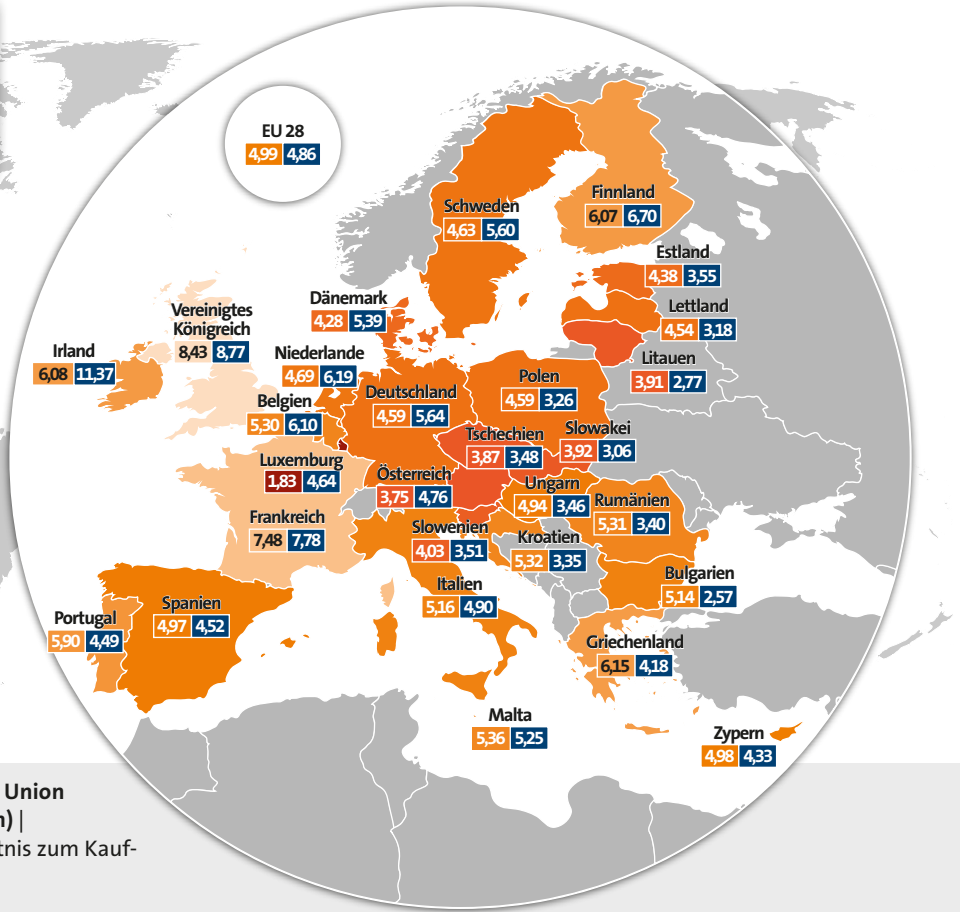 EU 28
4,99 4,86
Schweden
4,63 5,60
Finnland
6,07 6,70
Estland
4,38 3,55
Dänemark
4,28 5,39
Lettland
4,54 3,18
Vereinigtes
Königreich
8,43 8,77
Irland
6,08 11,37
Niederlande
4,69 6,19
Litauen
3,91 2,77
Deutschland
4,59 5,64
Polen
4,59 3,26
Belgien
5,30 6,10
Tschechien
3,87 3,48
Slowakei
3,92 3,06
Luxemburg
1,83 4,64
Österreich
3,75 4,76
Ungarn
4,94 3,46
Rumänien
5,31 3,40
Frankreich
7,48 7,78
Slowenien
4,03 3,51
Kroatien
5,32 3,35
Italien
5,16 4,90
Bulgarien
5,14 2,57
Spanien
4,97 4,52
Portugal
5,90 4,49
Griechenland
6,15 4,18
Malta
5,36 5,25
Zypern
4,98 4,33
Union
) |
tnis zum Kauf-